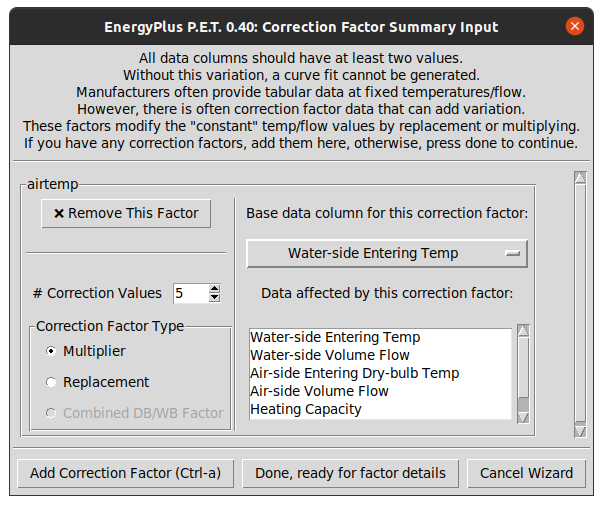 EnergyPlus P.E.T. 0.40: Correction Factor Summary Input
All data columns should have at least two values.
Without this variation, a curve fit cannot be generated.
Manufacturers often provide tabular data at fixed temperatures/flow.
However, there is often correction factor data that can add variation.
These factors modify the "constant" temp/flow values by replacement or multiplying.
If you have any correction factors, add them here, otherwise, press done to continue.
airtemp
× Remove This Factor
# Correction Values 5
Correction Factor Type
Multiplier
Replacement
Combined DB/WB Factor
Base data column for this correction factor:
Water-side Entering Temp
Data affected by this correction factor:
Water-side Entering Temp
Water-side Volume Flow
Air-side Entering Dry-bulb Temp
Air-side Volume Flow
Heating Capacity
Add Correction Factor (Ctrl-a)
Done, ready for factor details
Cancel Wizard